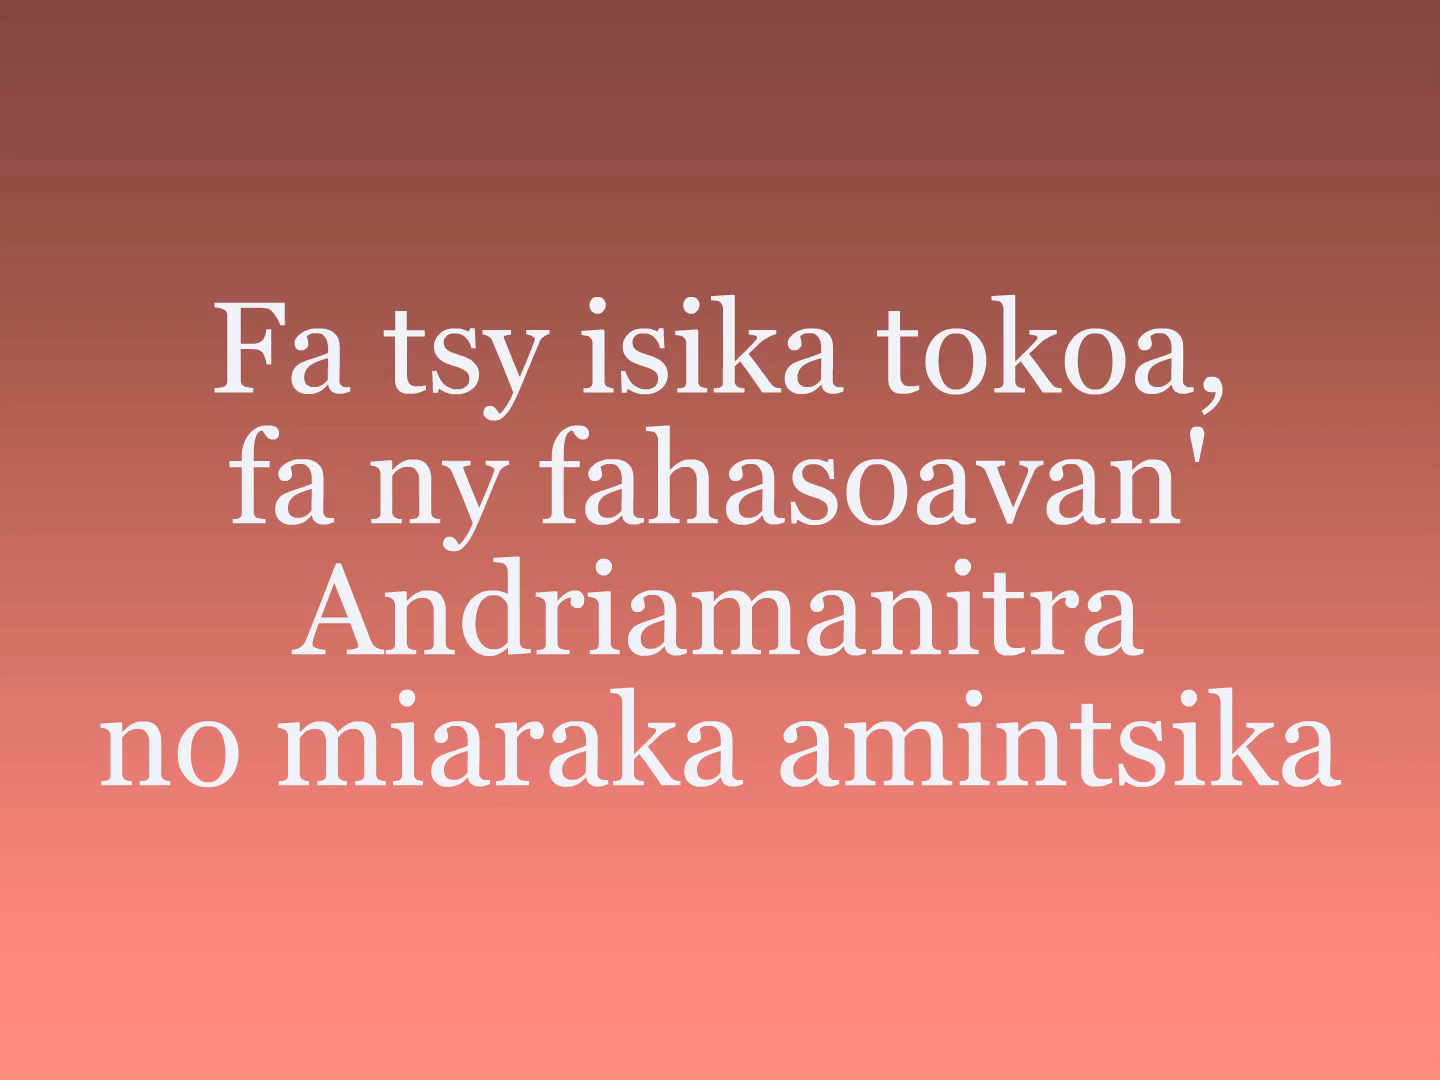 Fa tsy isika tokoa,
fa ny fahasoavan'
Andriamanitra
no miaraka amintsika